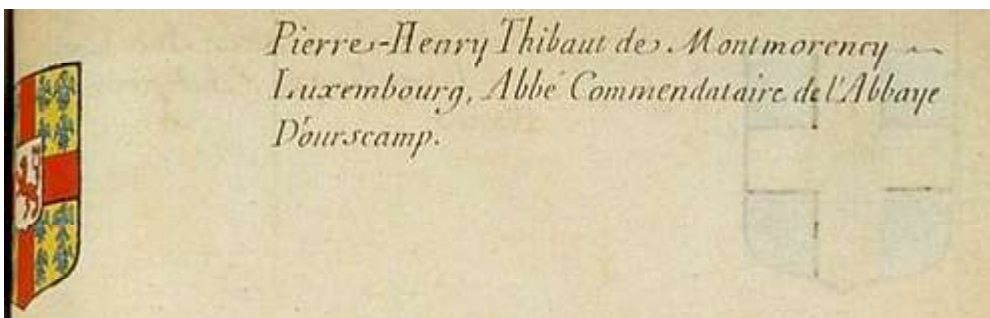 Pierre-Henry Thibaut de Montmorency
Luxembourg, Abbé Commendataire de l'Abbaye
D'ourscamp.